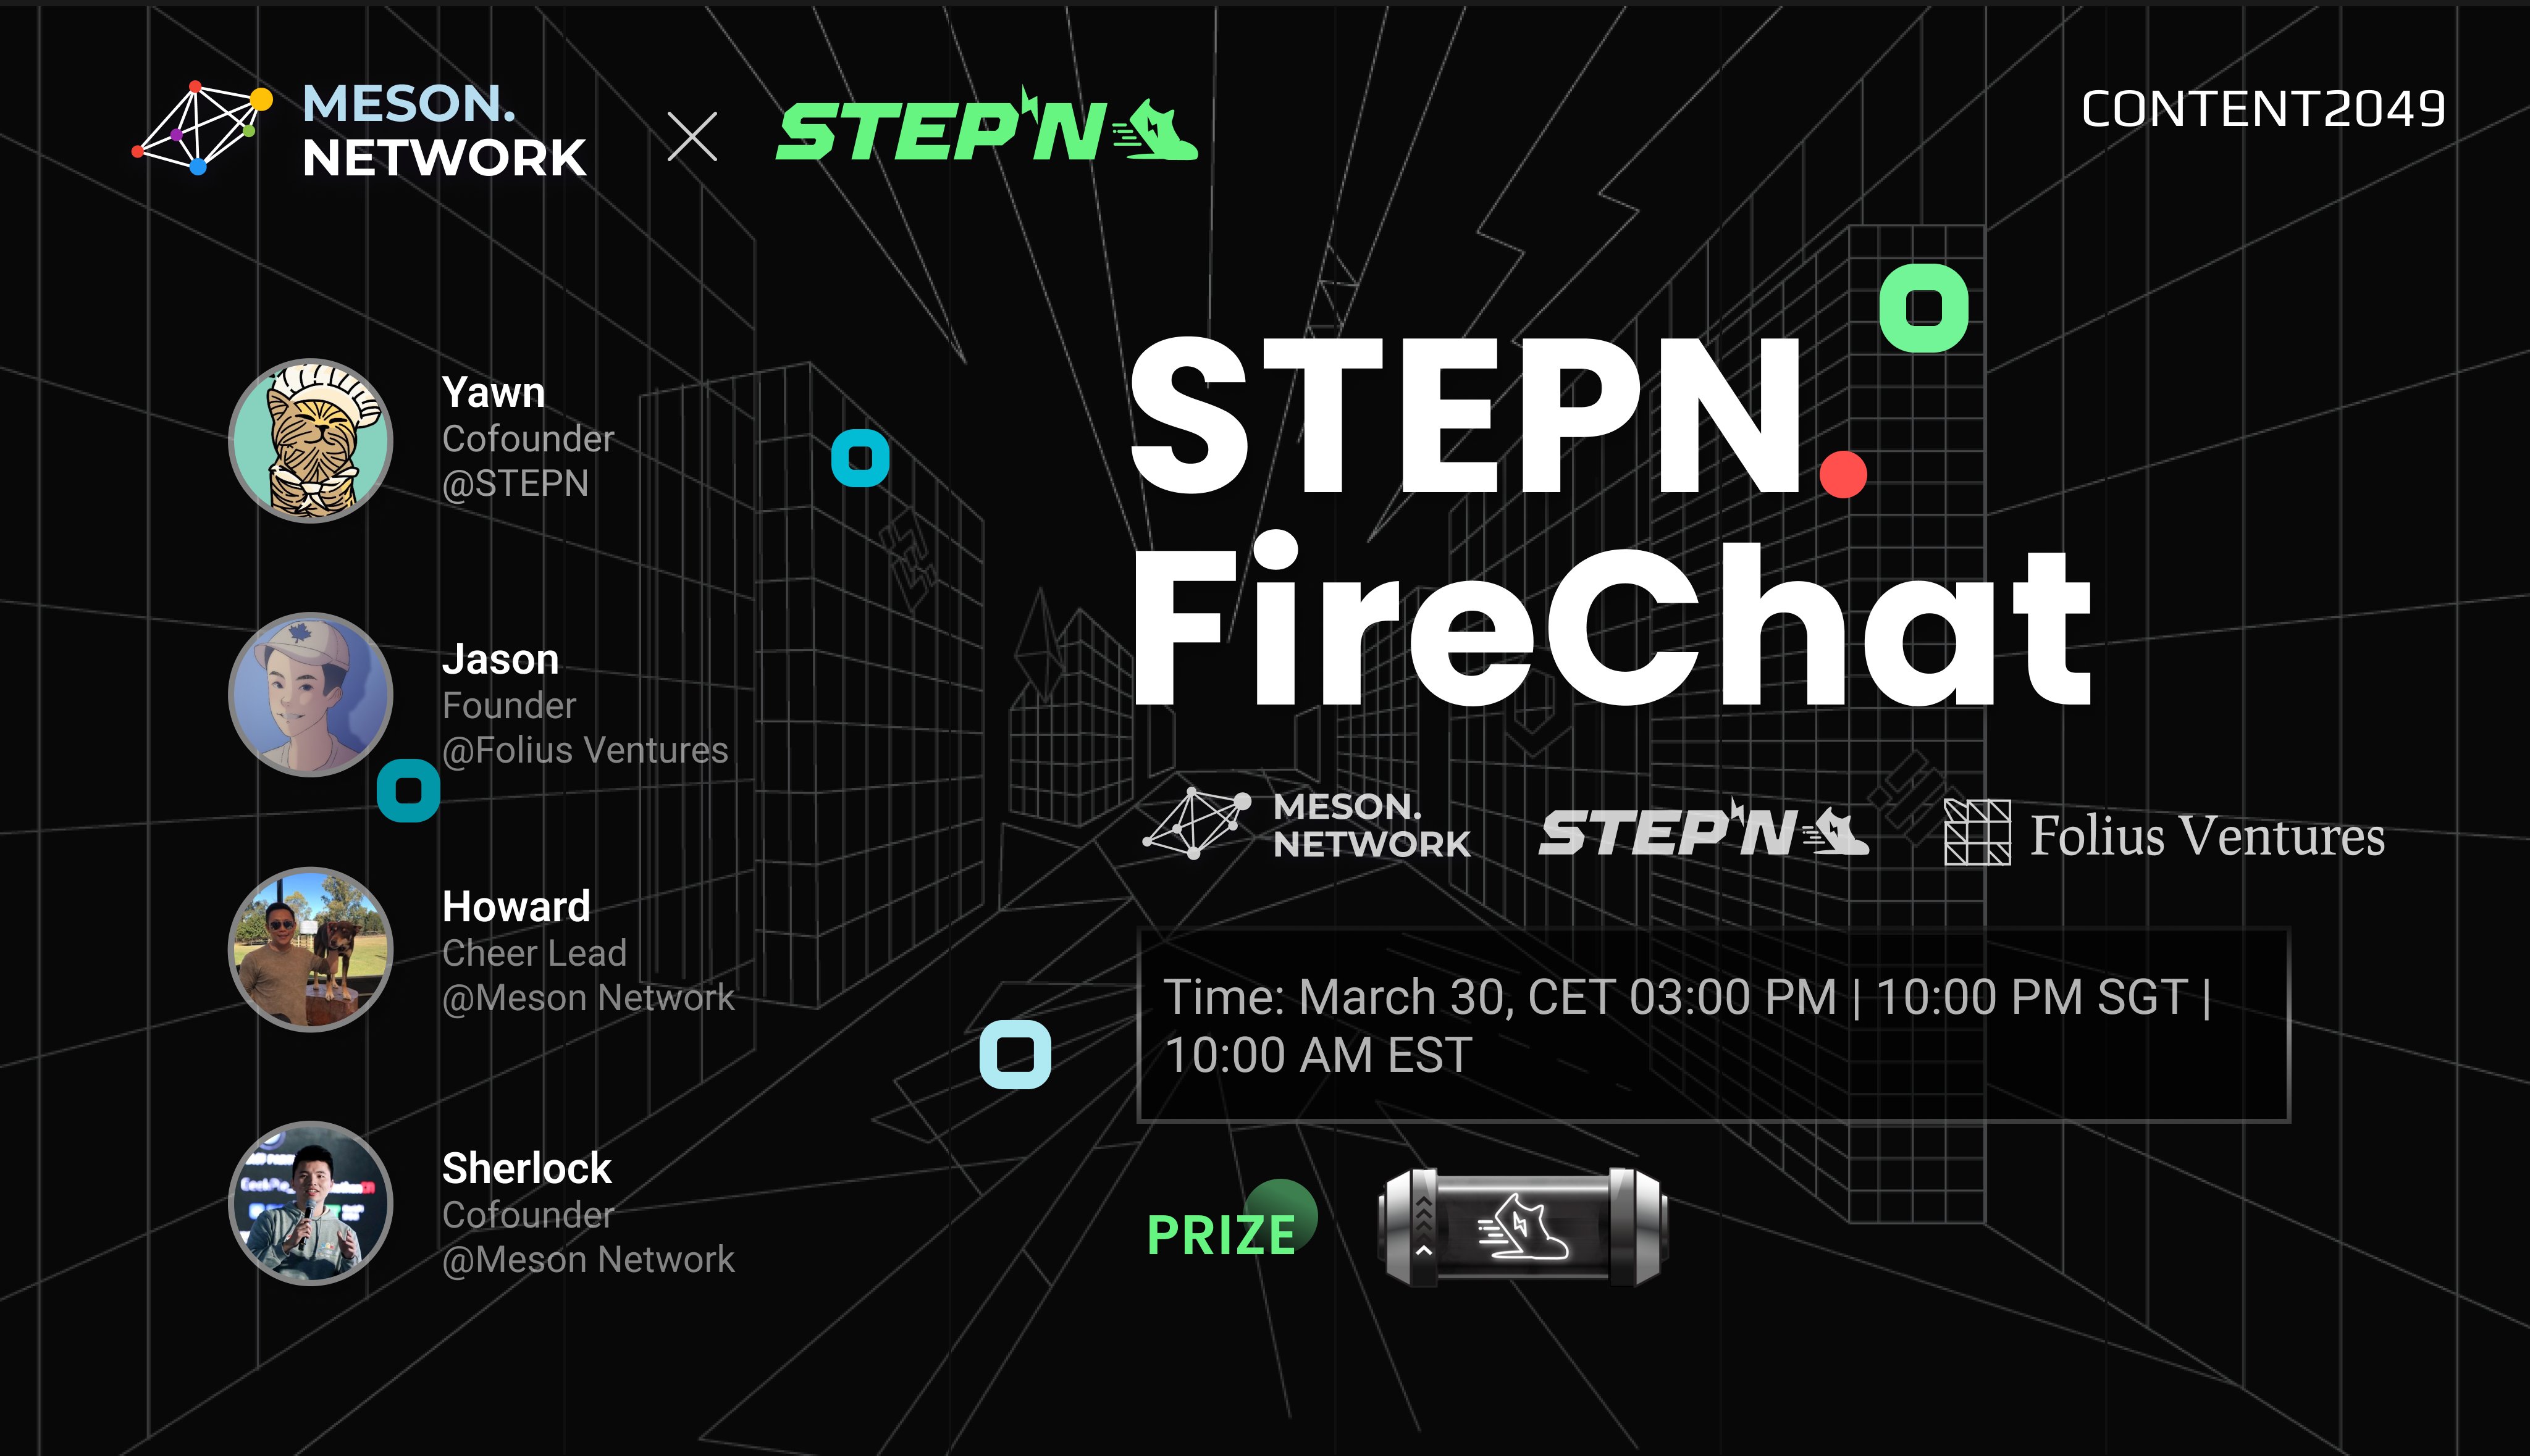 MESON.
NETWORK
STEP'N
CONTENT2049
Yawn
Cofounder
@STEPN
Jason
Founder
@Folius Ventures
Howard
Cheer Lead
@Meson Network
Sherlock
Cofounder
@Meson Network
STEPN.
FireChat
MESON.
NETWORK
STEP'N
Folius Ventures
Time: March 30, CET 03:00 PM | 10:00 PM SGT |
10:00 AM EST
PRIZE